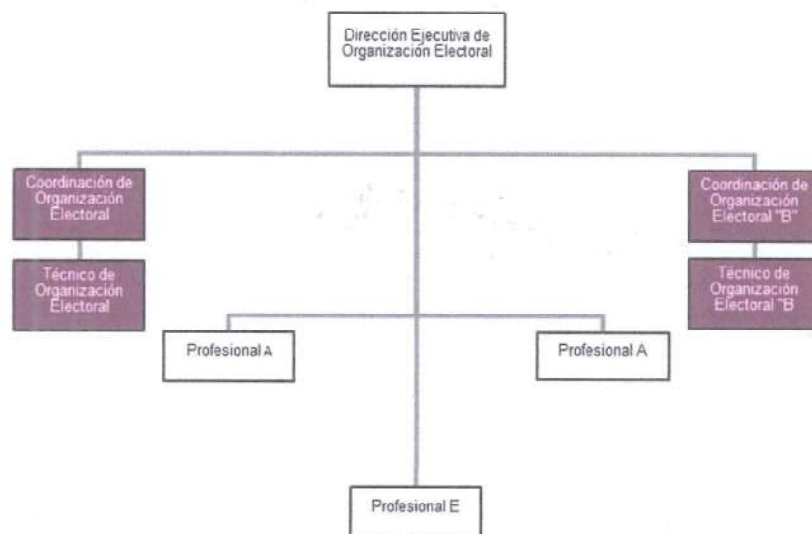 Dirección Ejecutiva de
Organización Electoral
Coordinación de
Organización
Electoral
Coordinación de
Organización
Electoral "B"
Técnico de
Organización
Electoral
Técnico de
Organización
Electoral "B
Profesional A
Profesional A
Profesional E